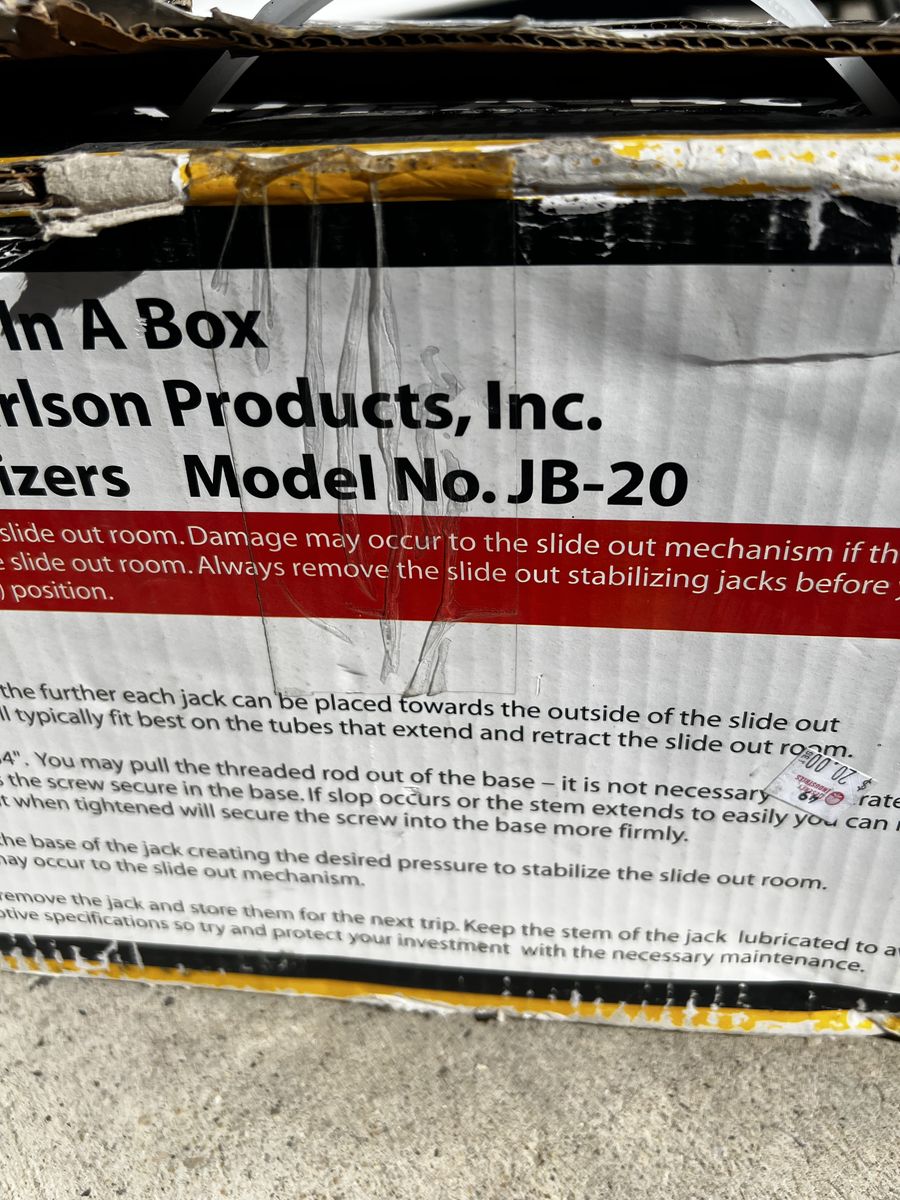 In A Box
rlson Products, Inc.
izers Model No. JB-20
slide out room. Damage may occur to the slide out mechanism if th
e slide out room. Always remove the slide out stabilizing jacks before
) position.
the further each jack can be placed towards the outside of the slide out
ll typically fit best on the tubes that extend and retract the slide out room.
4". You may pull the threaded rod out of the base – it is not necessary
rate
s the screw secure in the base. If slop occurs or the stem extends to easily you can
t when tightened will secure the screw into the base more firmly.
$ 20.00
the base of the jack creating the desired pressure to stabilize the slide out room.
may occur to the slide out mechanism.
remove the jack and store them for the next trip. Keep the stem of the jack lubricated to a
otive specifications so try and protect your investment with the necessary maintenance.